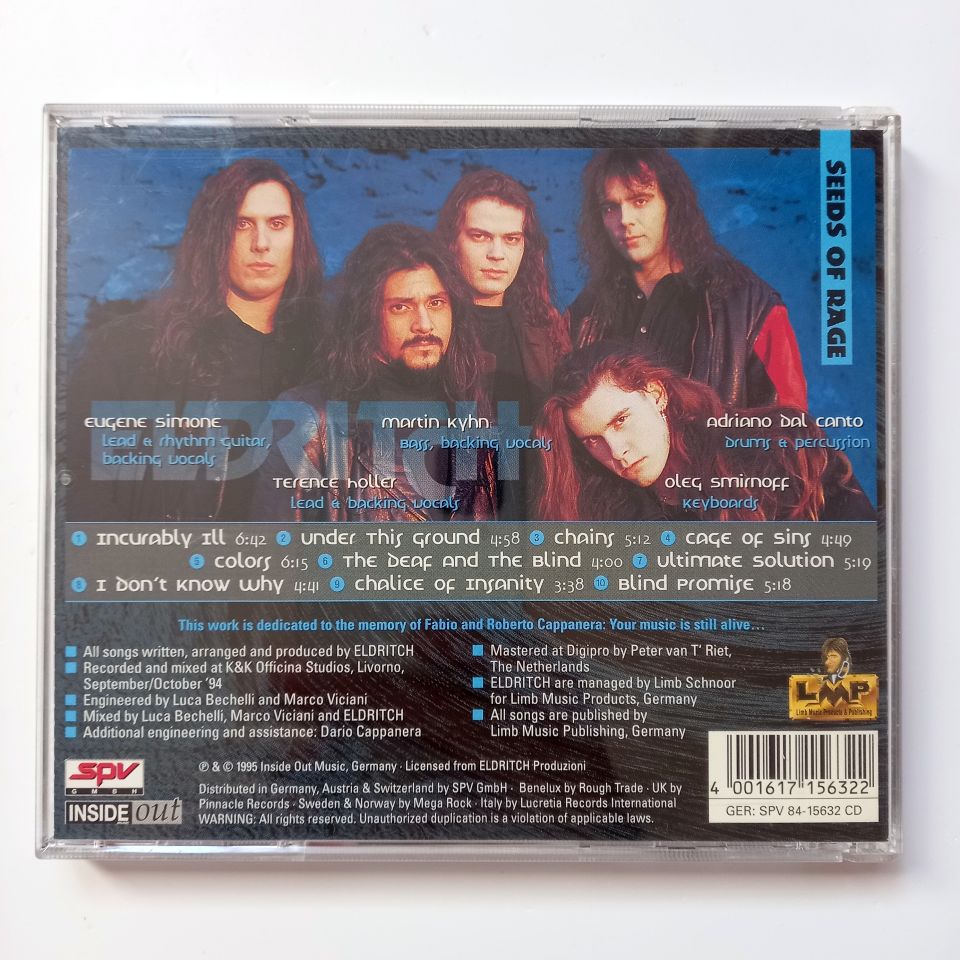 SEEDS OF RAGE
ELDRITCH
EUGENE SIMONE
LEAD & RHYTHM GUITAR,
BACKING VOCALS
MARTIN KYHN
BASS, BACKING VOCALS
ADRIANO DAL CANTO
DRUMS & PERCUSSION
TERENCE HOLLER
LEAD & BACKING VOCALS
OLEG SMIRNOFF
KEYBOARDS
1 INCURABLY ILL 6:42 2 UNDER THIS GROUND 4:58 3 CHAINS 5:12 4 CAGE OF SINS 4:49
5 COLORS 6:15 6 THE DEAF AND THE BLIND 4:00 7 ULTIMATE SOLUTION 5:19
8 I DON'T KNOW WHY 4:41 9 CHALICE OF INSANITY 3:38 10 BLIND PROMISE 5:18
This work is dedicated to the memory of Fabio and Roberto Cappanera: Your music is still alive...
All songs written, arranged and produced by ELDRITCH
Recorded and mixed at K&K Officina Studios, Livorno,
September/October '94
Engineered by Luca Bechelli and Marco Viciani
Mixed by Luca Bechelli, Marco Viciani and ELDRITCH
Additional engineering and assistance: Dario Cappanera
Mastered at Digipro by Peter van T' Riet,
The Netherlands
ELDRITCH are managed by Limb Schnoor
for Limb Music Products, Germany
All songs are published by
Limb Music Publishing, Germany
LMP
Limb Music Products & Publishing
SPV
GMBH
INSIDE out
℗ & © 1995 Inside Out Music, Germany · Licensed from ELDRITCH Produzioni
Distributed in Germany, Austria & Switzerland by SPV GmbH · Benelux by Rough Trade · UK by
Pinnacle Records · Sweden & Norway by Mega Rock · Italy by Lucretia Records International
WARNING: All rights reserved. Unauthorized duplication is a violation of applicable laws.
4 001617 156322
GER: SPV 84-15632 CD